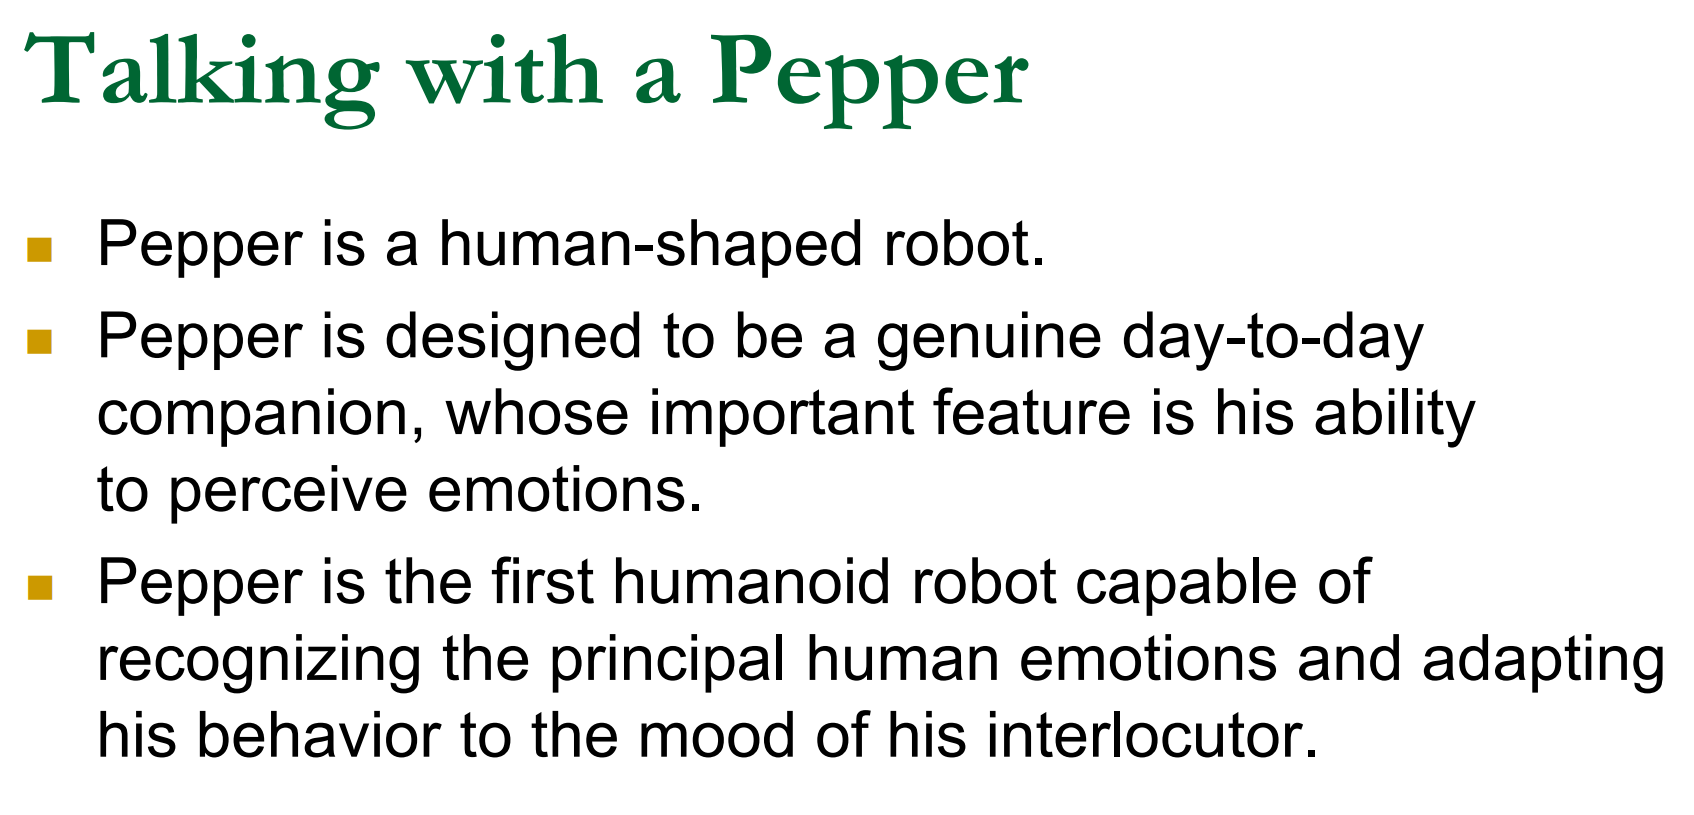 Talking with a Pepper
Pepper is a human-shaped robot.
Pepper is designed to be a genuine day-to-day
companion, whose important feature is his ability
to perceive emotions.
Pepper is the first humanoid robot capable of
recognizing the principal human emotions and adapting
his behavior to the mood of his interlocutor.